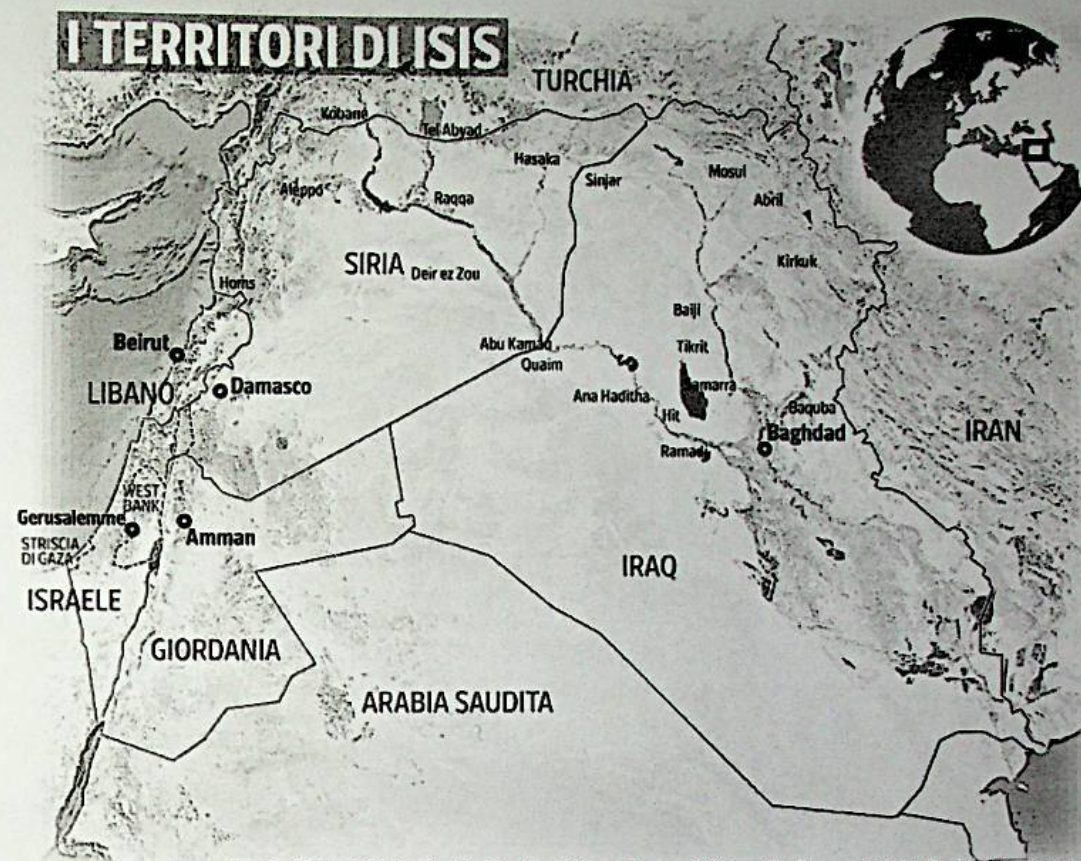 I TERRITORI DI ISIS
TURCHIA
Kobane
Tel Abyad
Hasaka
Sinjar
Mosul
Aleppo
Raqqa
Abril
SIRIA
Deir ez Zou
Kirkuk
Homs
Baiji
Beirut
Abu Kamaq
Quaim
Tikrit
LIBANO
Damasco
Ana Haditha
amarra
Hit
Baquba
Baghdad
IRAN
Ramadi
WEST
BANK
Gerusalemme
Amman
STRISCIA
DI GAZA
IRAQ
ISRAELE
GIORDANIA
ARABIA SAUDITA